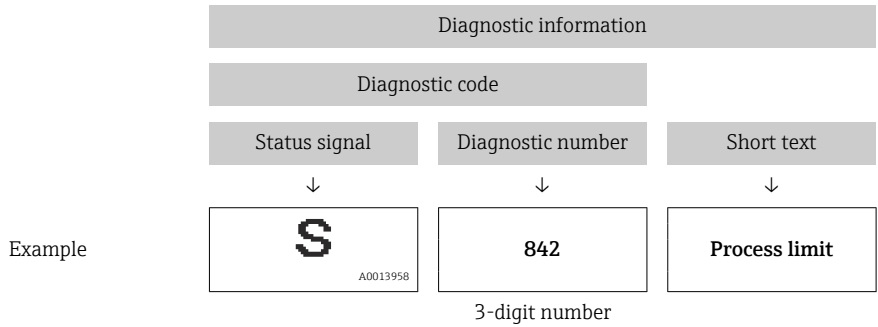 Diagnostic information
Diagnostic code
Status signal Diagnostic number Short text
↓ ↓ ↓
Example S 842 Process limit
A0013958
3-digit number